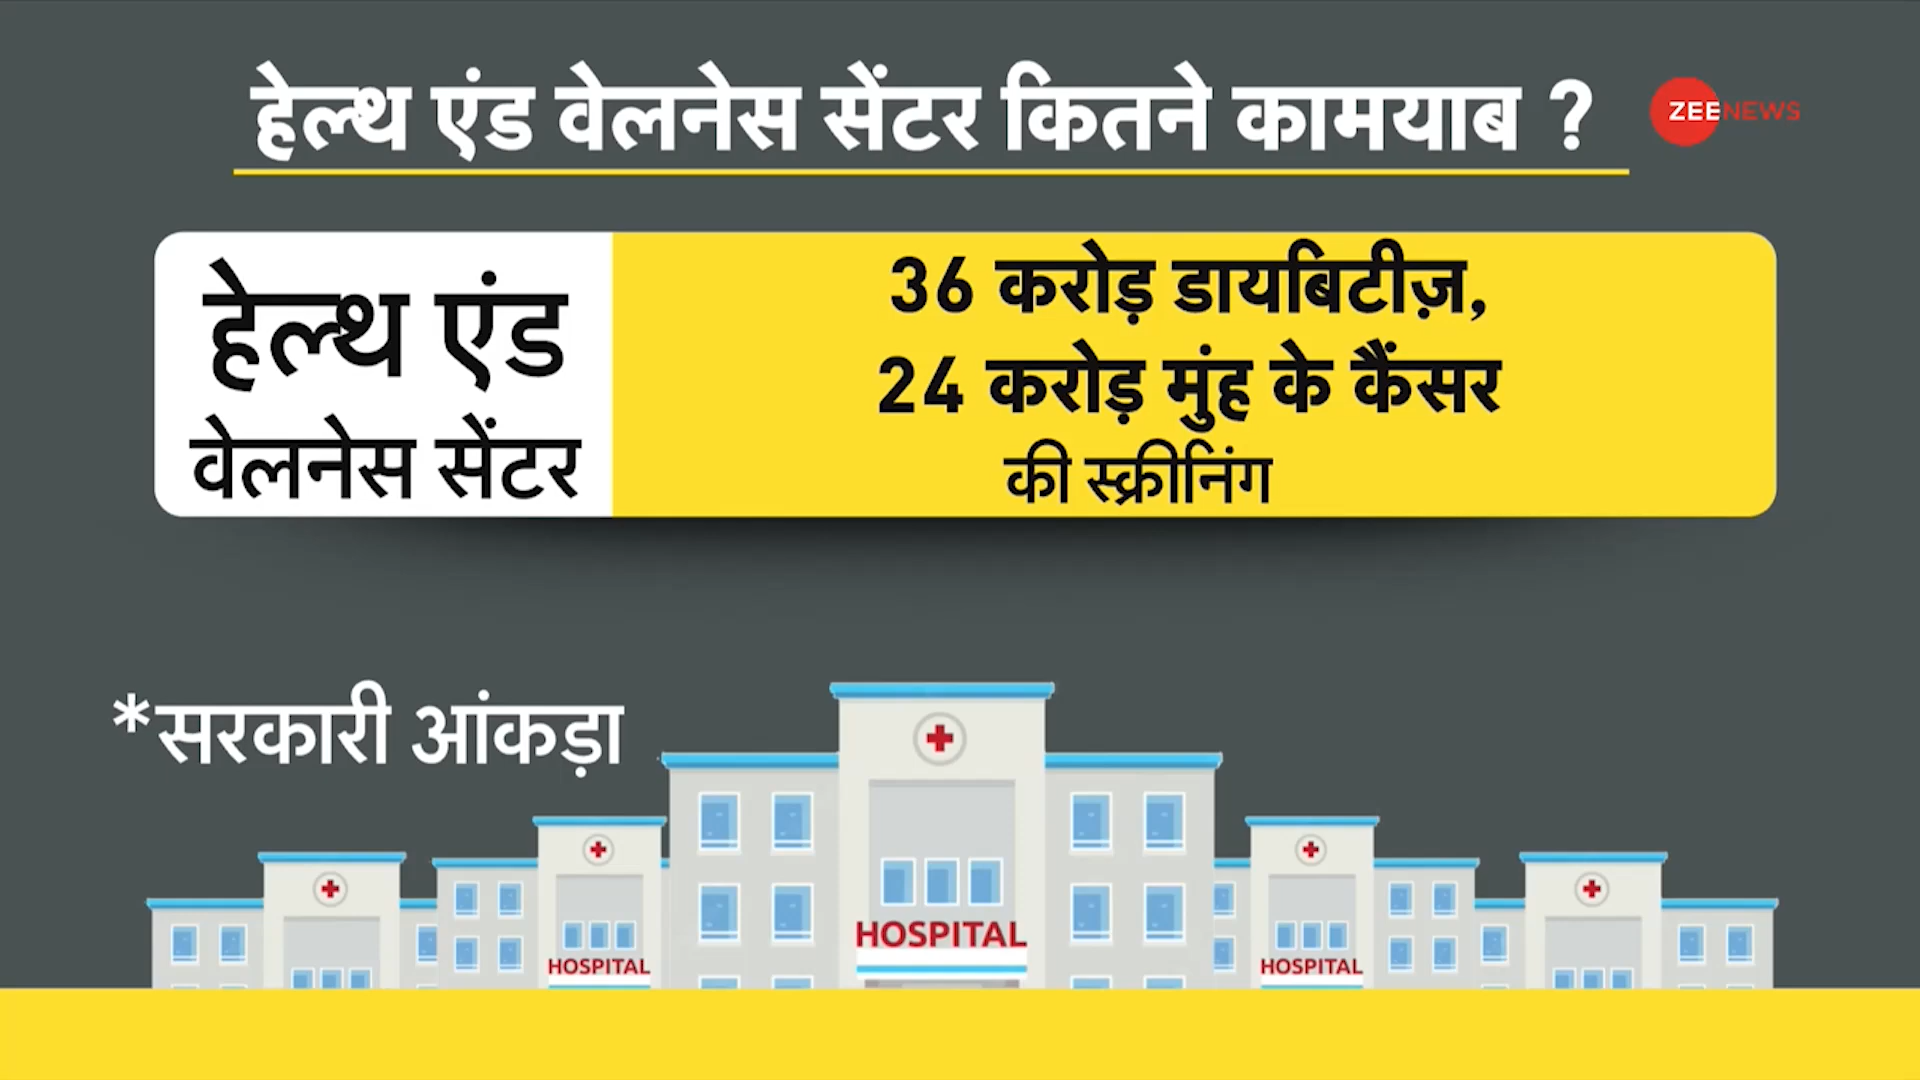 हेल्थ एंड वेलनेस सेंटर कितने कामयाब ?
ZEENEWS
हेल्थ एंड
वेलनेस सेंटर
36 करोड़ डायबिटीज़,
24 करोड़ मुंह के कैंसर
की स्क्रीनिंग
*सरकारी आंकड़ा
HOSPITAL
HOSPITAL
HOSPITAL